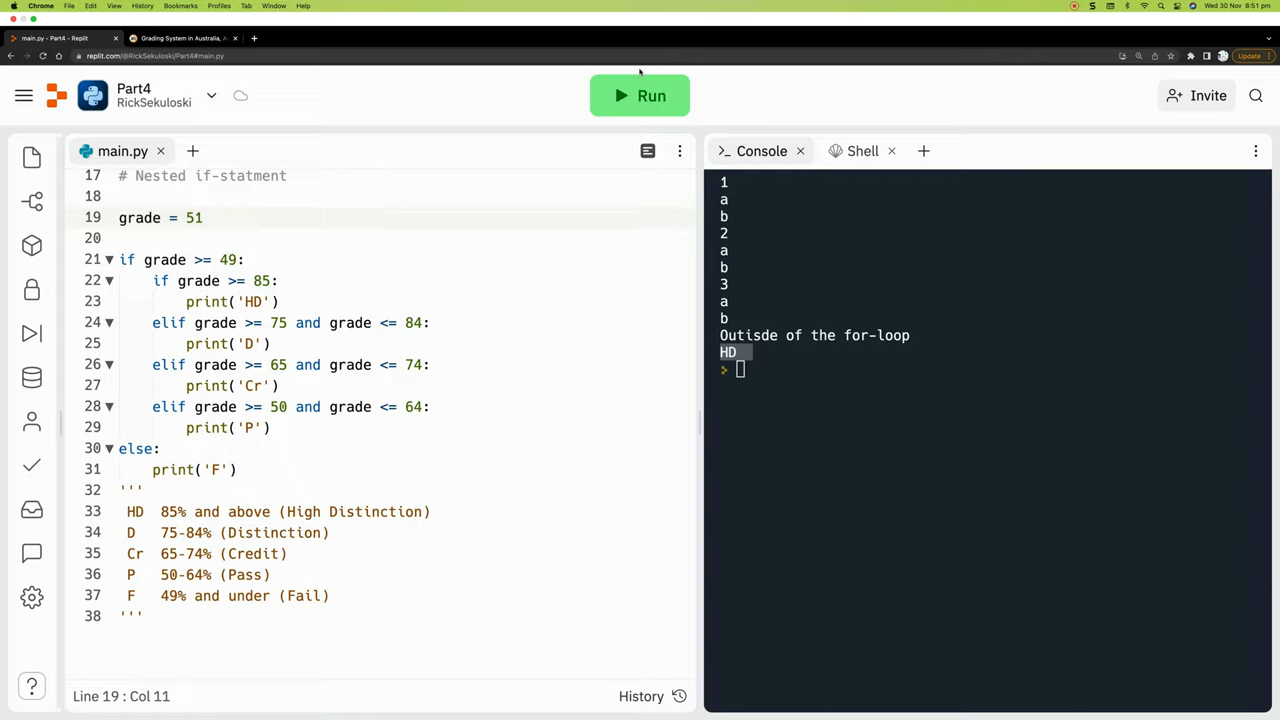 Chrome File Edit View History Bookmarks Profiles Tab Window Help Wed 30 Nov 8:51 pm
main.py - Part4 - Replit Grading System in Australia, A
replit.com/@RickSekuloski/Part4#main.py Update
Part4
RickSekuloski
Run
Invite
main.py
17 # Nested if-statment
18
19 grade = 51
20
21 if grade >= 49:
22 if grade >= 85:
23 print('HD')
24 elif grade >= 75 and grade <= 84:
25 print('D')
26 elif grade >= 65 and grade <= 74:
27 print('Cr')
28 elif grade >= 50 and grade <= 64:
29 print('P')
30 else:
31 print('F')
32 '''
33 HD 85% and above (High Distinction)
34 D 75-84% (Distinction)
35 Cr 65-74% (Credit)
36 P 50-64% (Pass)
37 F 49% and under (Fail)
38 '''
Line 19 : Col 11 History
Console Shell
1
a
b
2
a
b
3
a
b
Outisde of the for-loop
HD